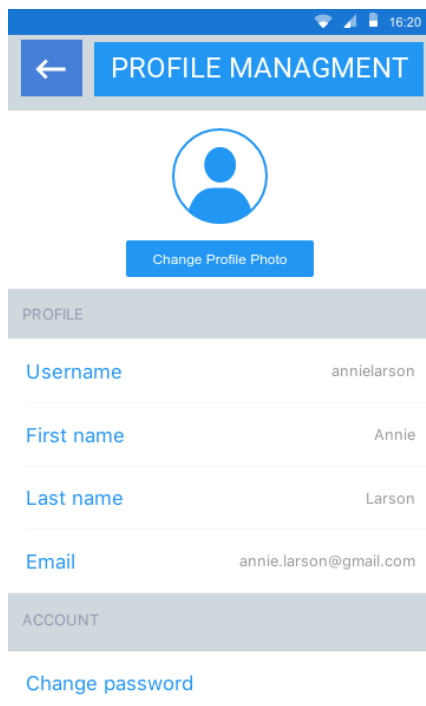 16:20
PROFILE MANAGMENT
Change Profile Photo
PROFILE
Username annielarson
First name Annie
Last name Larson
Email annie.larson@gmail.com
ACCOUNT
Change password